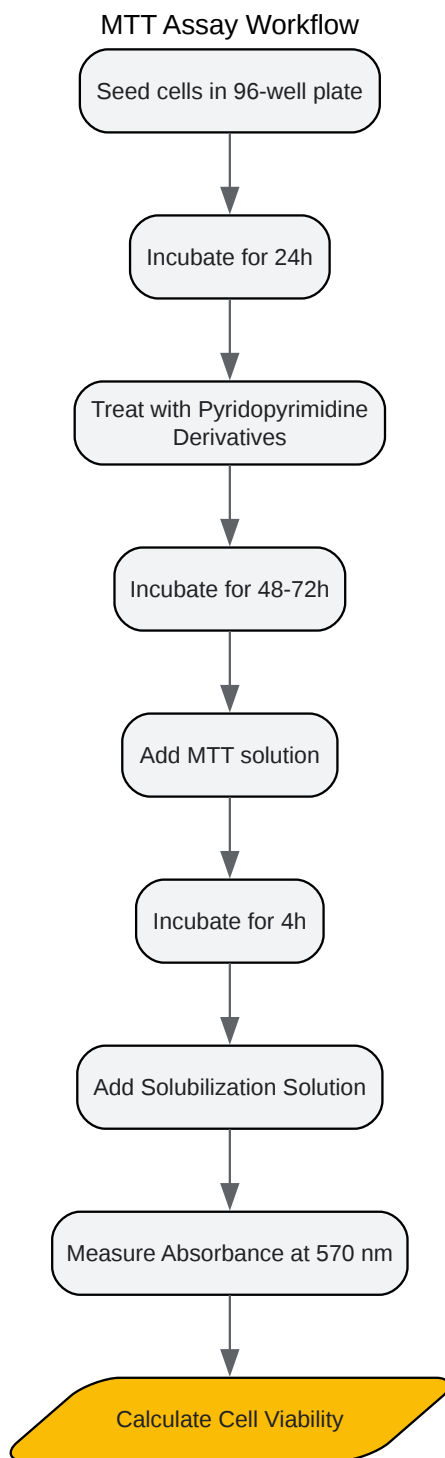 MTT Assay Workflow
Seed cells in 96-well plate
Incubate for 24h
Treat with Pyridopyrimidine
Derivatives
Incubate for 48-72h
Add MTT solution
Incubate for 4h
Add Solubilization Solution
Measure Absorbance at 570 nm
Calculate Cell Viability